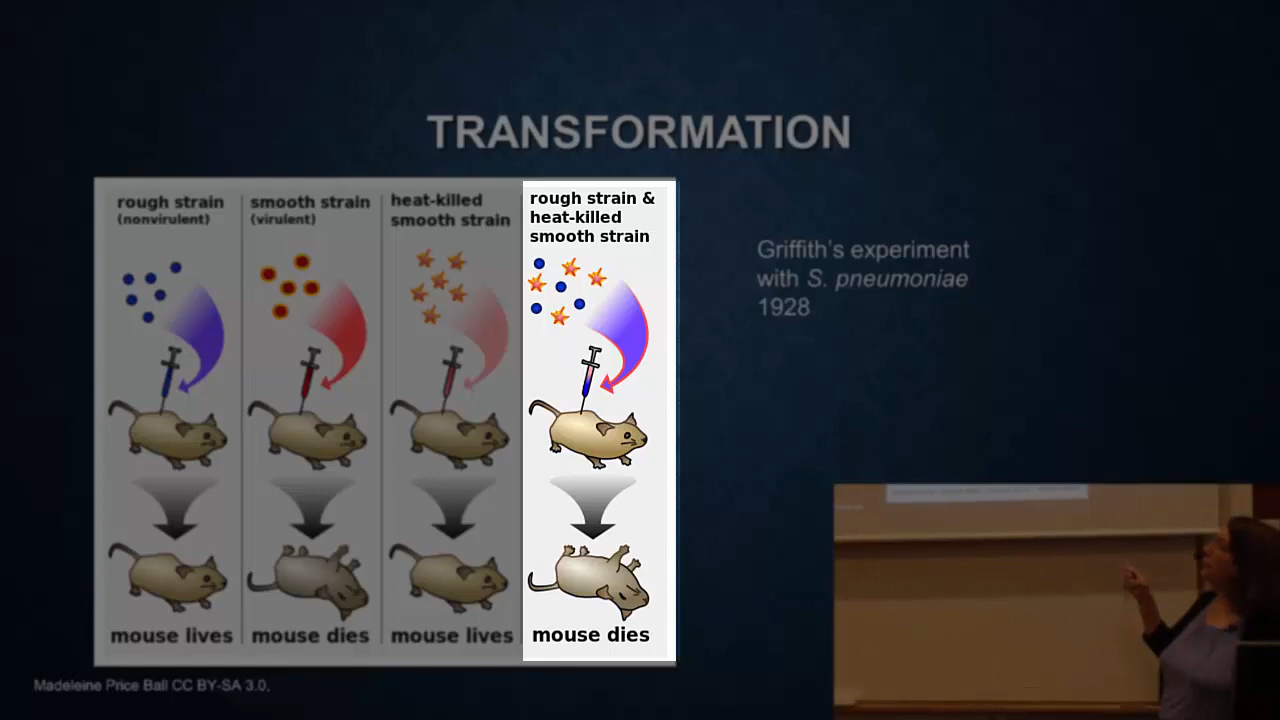 TRANSFORMATION
rough strain
(nonvirulent)
smooth strain
(virulent)
heat-killed
smooth strain
rough strain &
heat-killed
smooth strain
Griffith's experiment
with S. pneumoniae
1928
mouse lives
mouse dies
mouse lives
mouse dies
Madeleine Price Ball CC BY-SA 3.0,